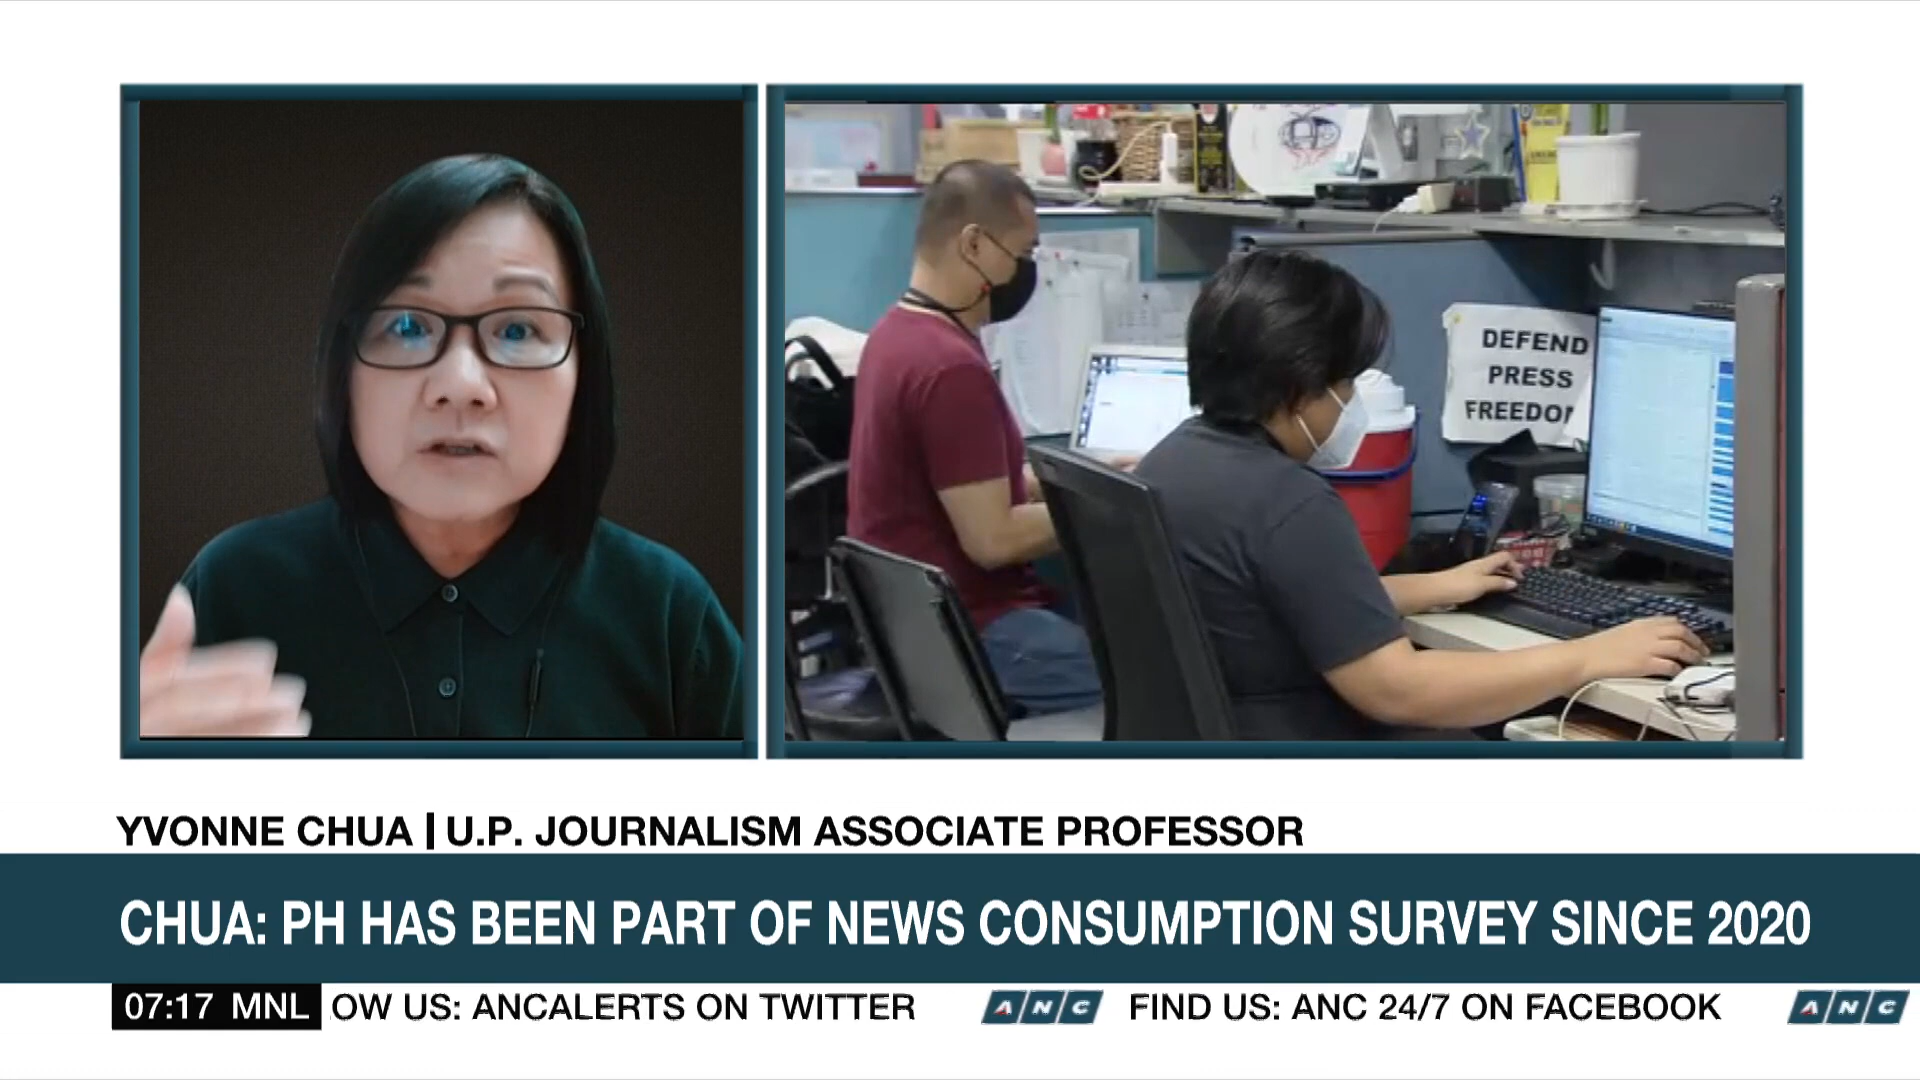 DEFEND
PRESS
YVONNE CHUA | U.P. JOURNALISM ASSOCIATE PROFESSOR
CHUA: PH HAS BEEN PART OF NEWS CONSUMPTION SURVEY SINCE 2020
07:17 MNL OW US: ANCALERTS ON TWITTER ANC FIND US: ANC 24/7 ON FACEBOOK ANC